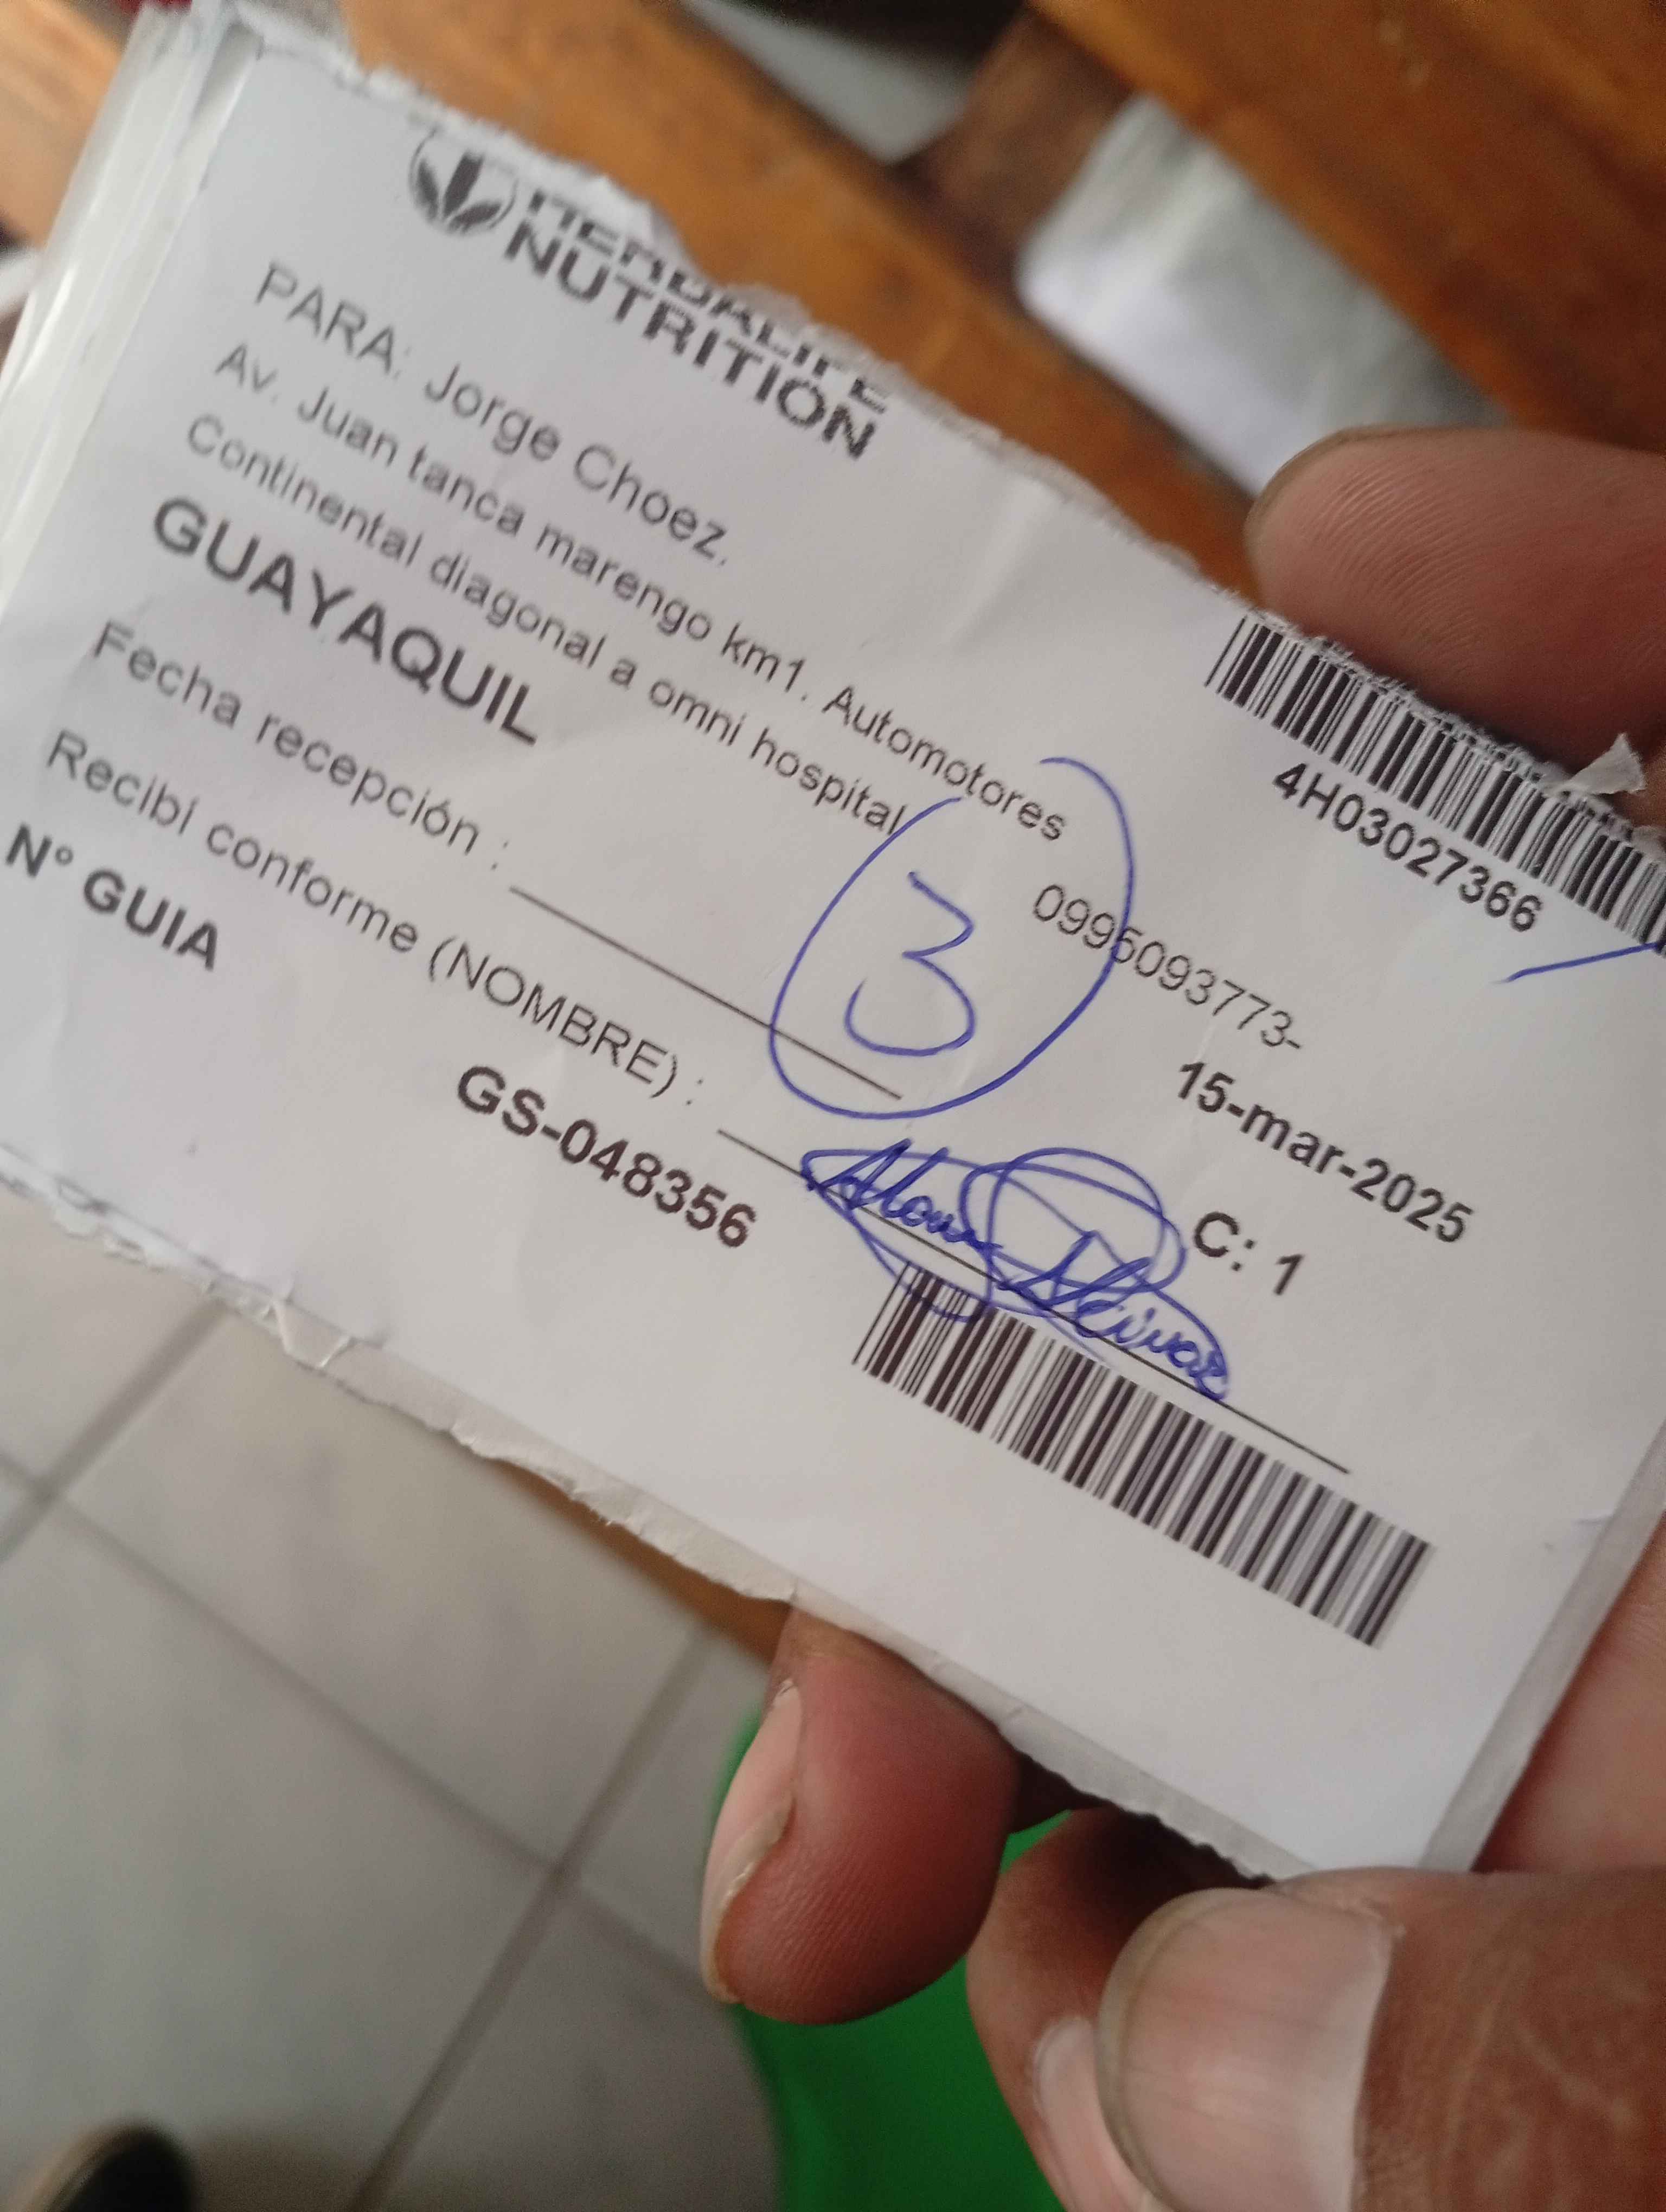 HERBALIFE
NUTRITION
4H03027366
PARA: Jorge Choez.
Av. Juan tanca marengo km1. Automotores
Continental diagonal a omni hospital
0995093773-
GUAYAQUIL
15-mar-2025
Fecha recepción :
3
C: 1
Recibí conforme (NOMBRE) :
N° GUIA
GS-048356